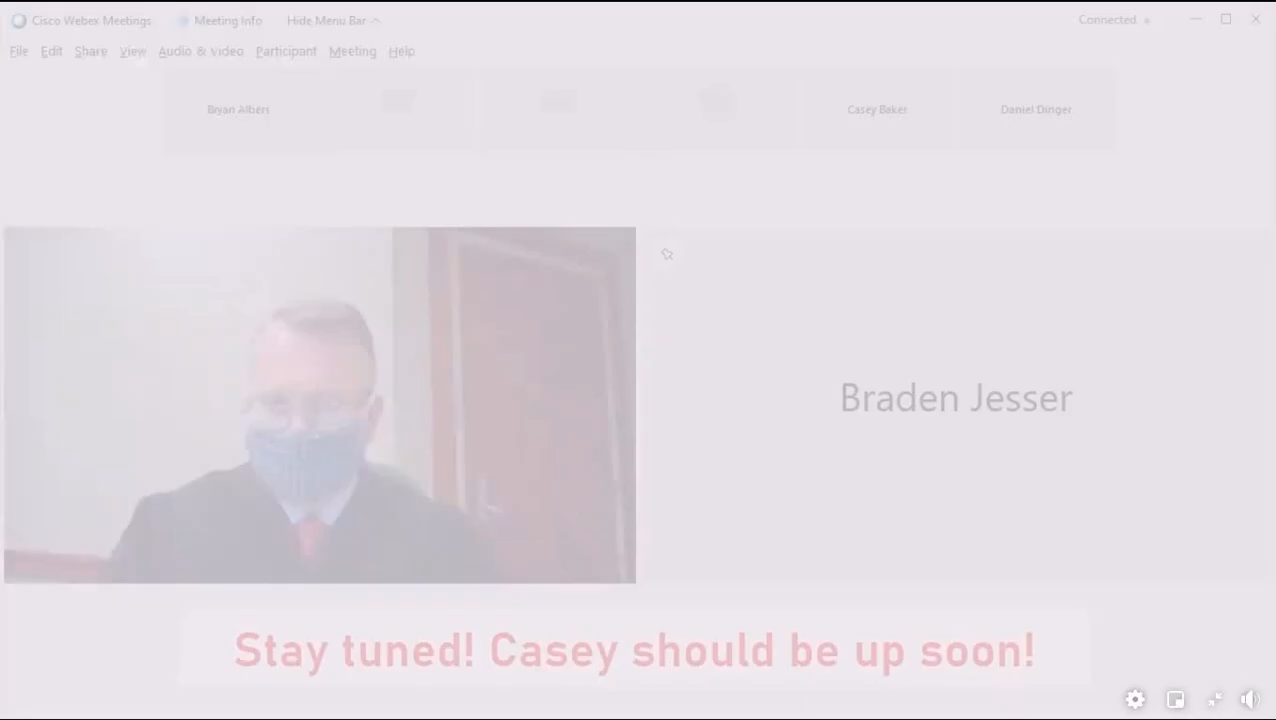 Cisco Webex Meetings Meeting Info Hide Menu Bar Connected
File Edit Share View Audio & Video Participant Meeting Help
Bryan Albers Casey Baker Daniel Dinger
Braden Jesser
Stay tuned! Casey should be up soon!